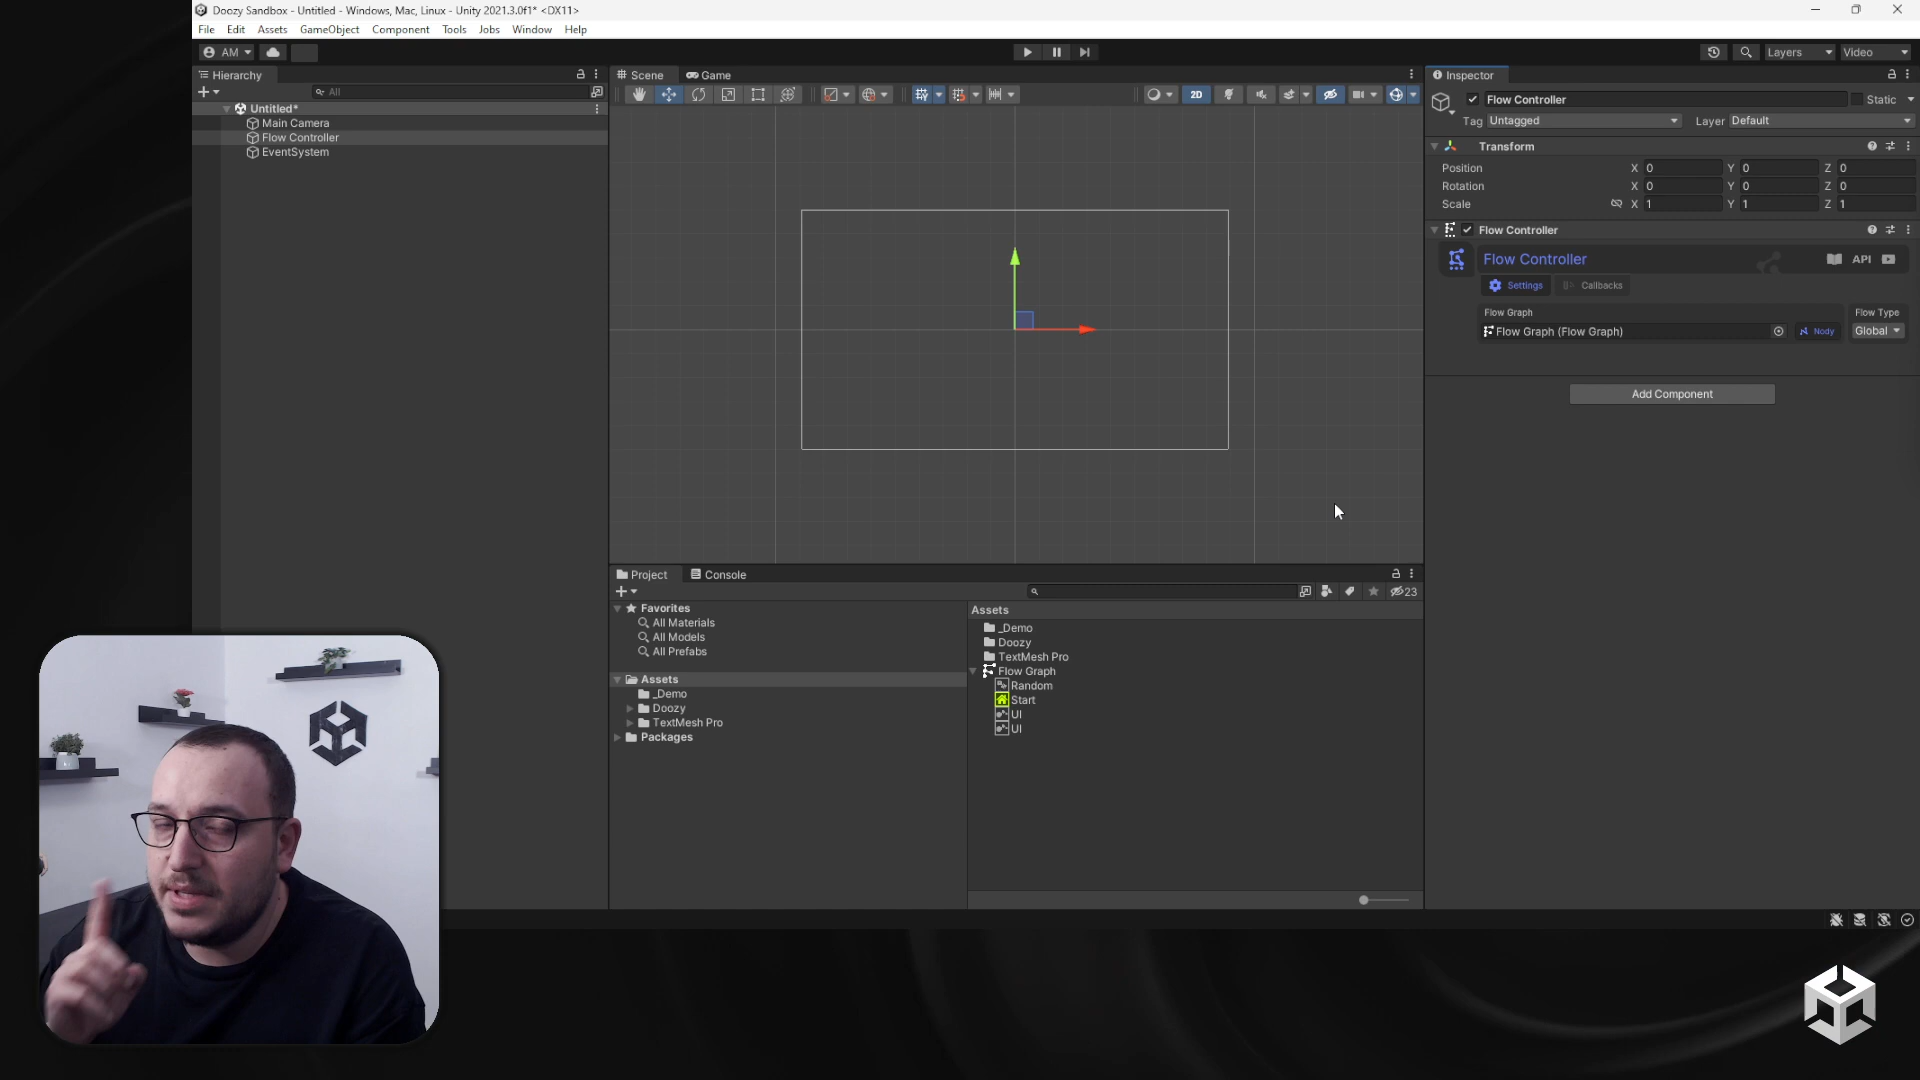 Doozy Sandbox - Untitled - Windows, Mac, Linux - Unity 2021.3.0f1* <DX11>
File Edit Assets GameObject Component Tools Jobs Window Help
AM
Layers
Video
Hierarchy
All
Untitled*
Main Camera
Flow Controller
EventSystem
Scene
Game
2D
Inspector
Flow Controller
Static
Tag Untagged
Layer Default
Transform
Position X 0 Y 0 Z 0
Rotation X 0 Y 0 Z 0
Scale X 1 Y 1 Z 1
Flow Controller
Flow Controller
API
Settings
Callbacks
Flow Graph
Flow Type
Flow Graph (Flow Graph)
Nody
Global
Add Component
Project
Console
23
Favorites
All Materials
All Models
All Prefabs
Assets
_Demo
Doozy
TextMesh Pro
Packages
Assets
_Demo
Doozy
TextMesh Pro
Flow Graph
Random
Start
UI
UI